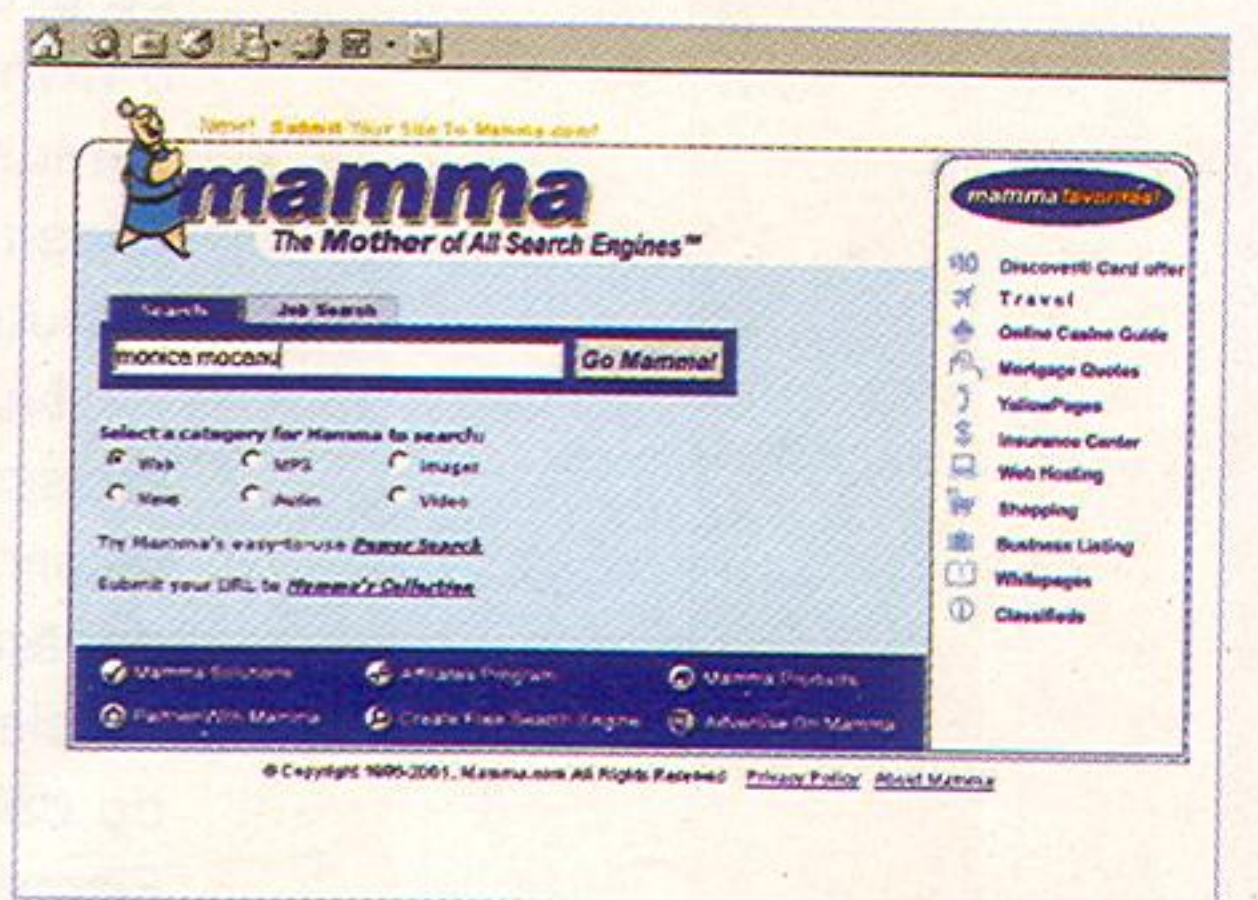 New! Submit Your Site To Mamma.com!
mamma
The Mother of All Search Engines™
Search Job Search
monica mocanu Go Mamma!
Select a category for Mamma to search:
Web MP3 Images
News Audio Video
Try Mamma's easy-to-use Power Search
Submit your URL to Mamma's Collection
Mamma Solutions Affiliates Program Mamma Products
Partner With Mamma Create Free Search Engine Advertise On Mamma
mamma favorites!
$10 Discover® Card offer
Travel
Online Casino Guide
Mortgage Quotes
YellowPages
Insurance Center
Web Hosting
Shopping
Business Listing
Whitepages
Classifieds
Mamma.com All Rights Reserved Privacy Policy About Mamma